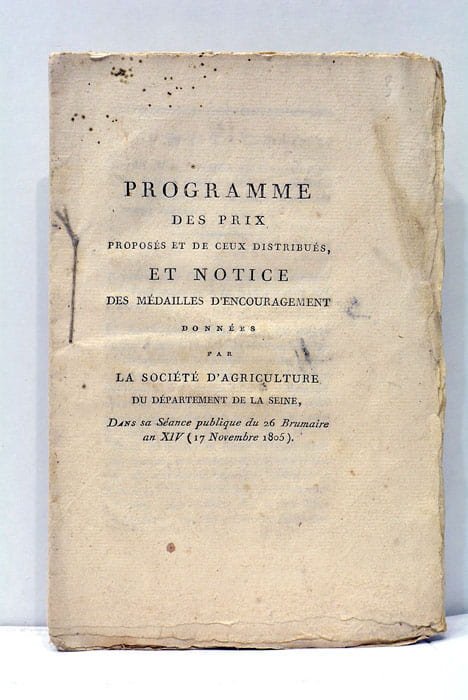 PROGRAMME
DES PRIX
PROPOSÉS ET DE CEUX DISTRIBUÉS,
ET NOTICE
DES MÉDAILLES D'ENCOURAGEMENT
DONNÉES
PAR
LA SOCIÉTÉ D'AGRICULTURE
DU DÉPARTEMENT DE LA SEINE,
DANS sa Séance publique du 26 Brumaire
an XIV (17 Novembre 1805).